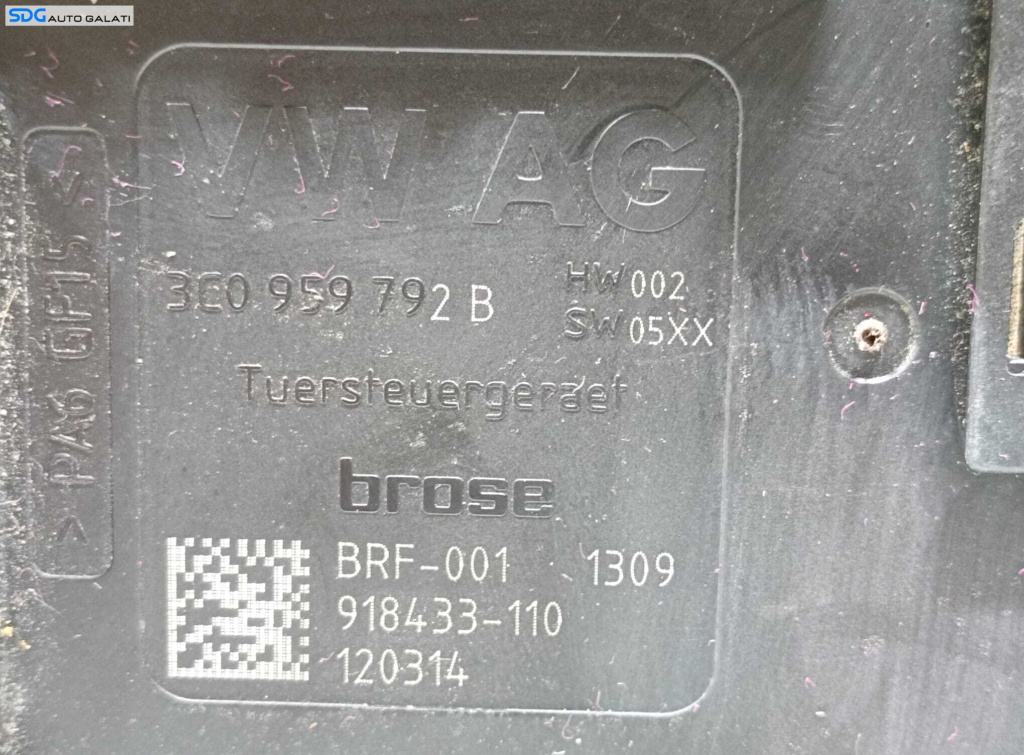 SDG AUTO GALATI
VW AG
3C0 959 792 B
HW 002
SW 05XX
Tuersteuergeraet
brose
BRF-001 1309
918433-110
120314
> PA6 GF15 <